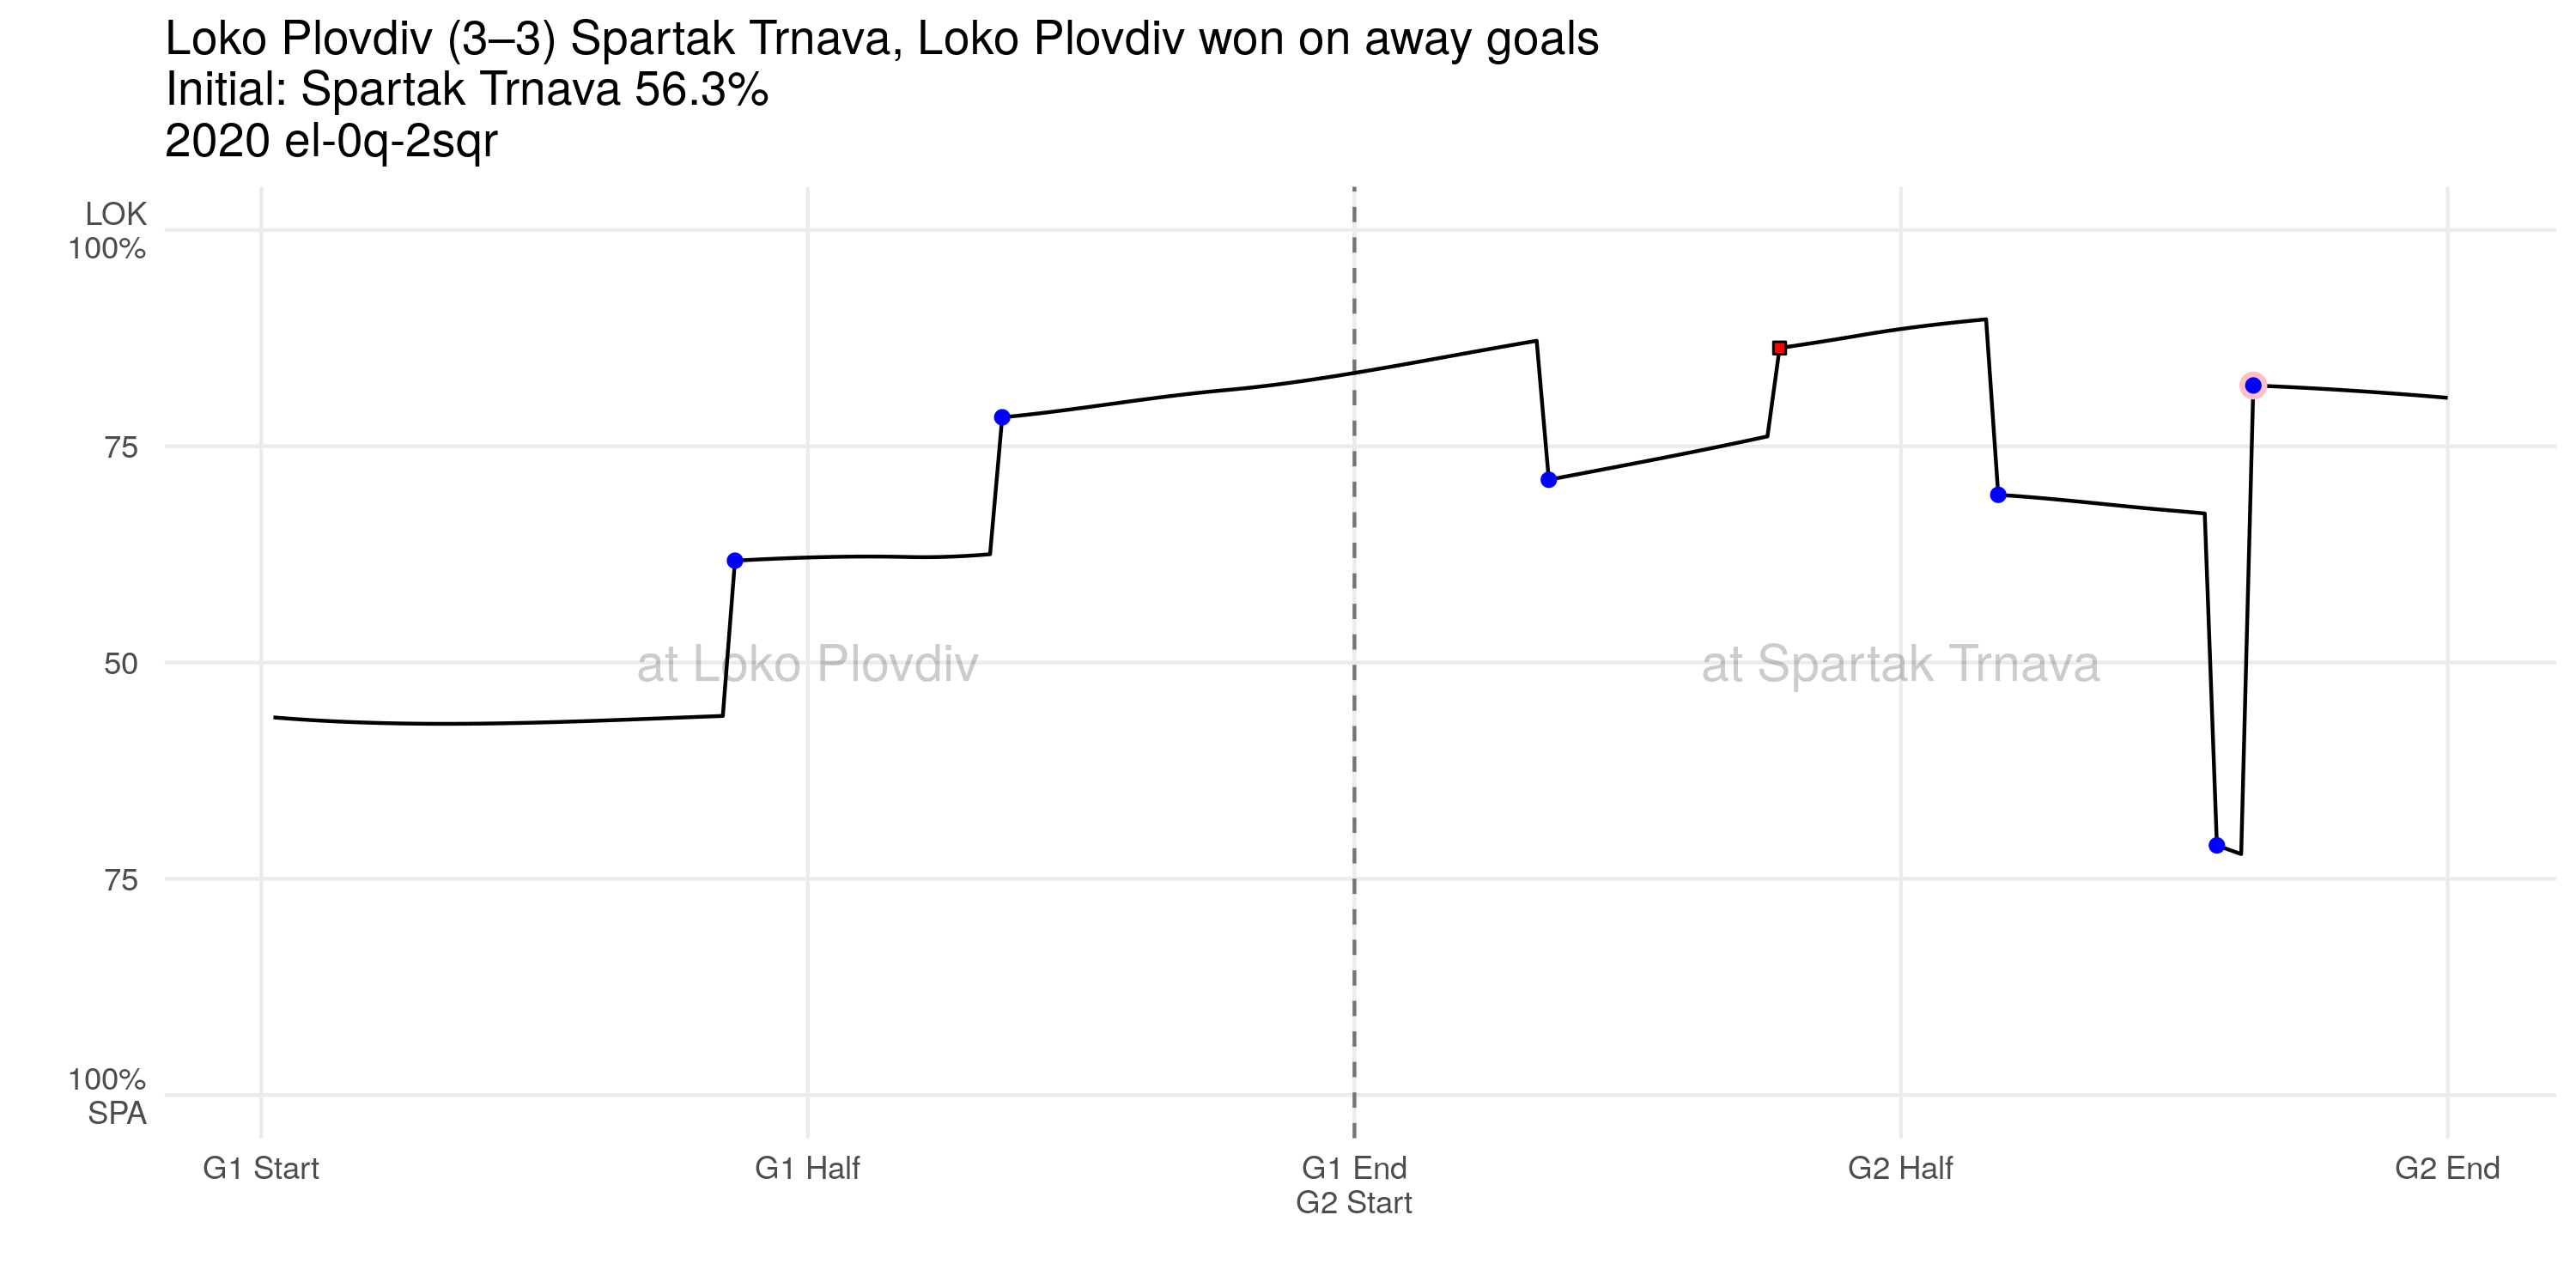 Loko Plovdiv (3–3) Spartak Trnava, Loko Plovdiv won on away goals
Initial: Spartak Trnava 56.3%
2020 el-0q-2sqr
LOK
100%
75
50
75
100%
SPA
at Loko Plovdiv
at Spartak Trnava
G1 Start
G1 Half
G1 End
G2 Start
G2 Half
G2 End